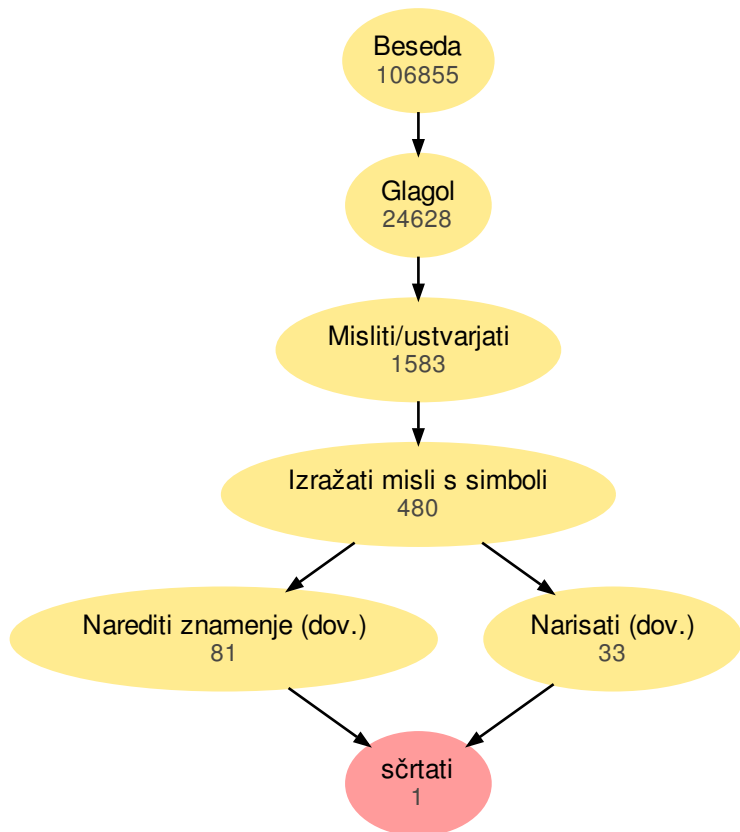 Beseda
106855
Glagol
24628
Misliti/ustvarjati
1583
Izražati misli s simboli
480
Narediti znamenje (dov.)
81
Narisati (dov.)
33
sčrtati
1